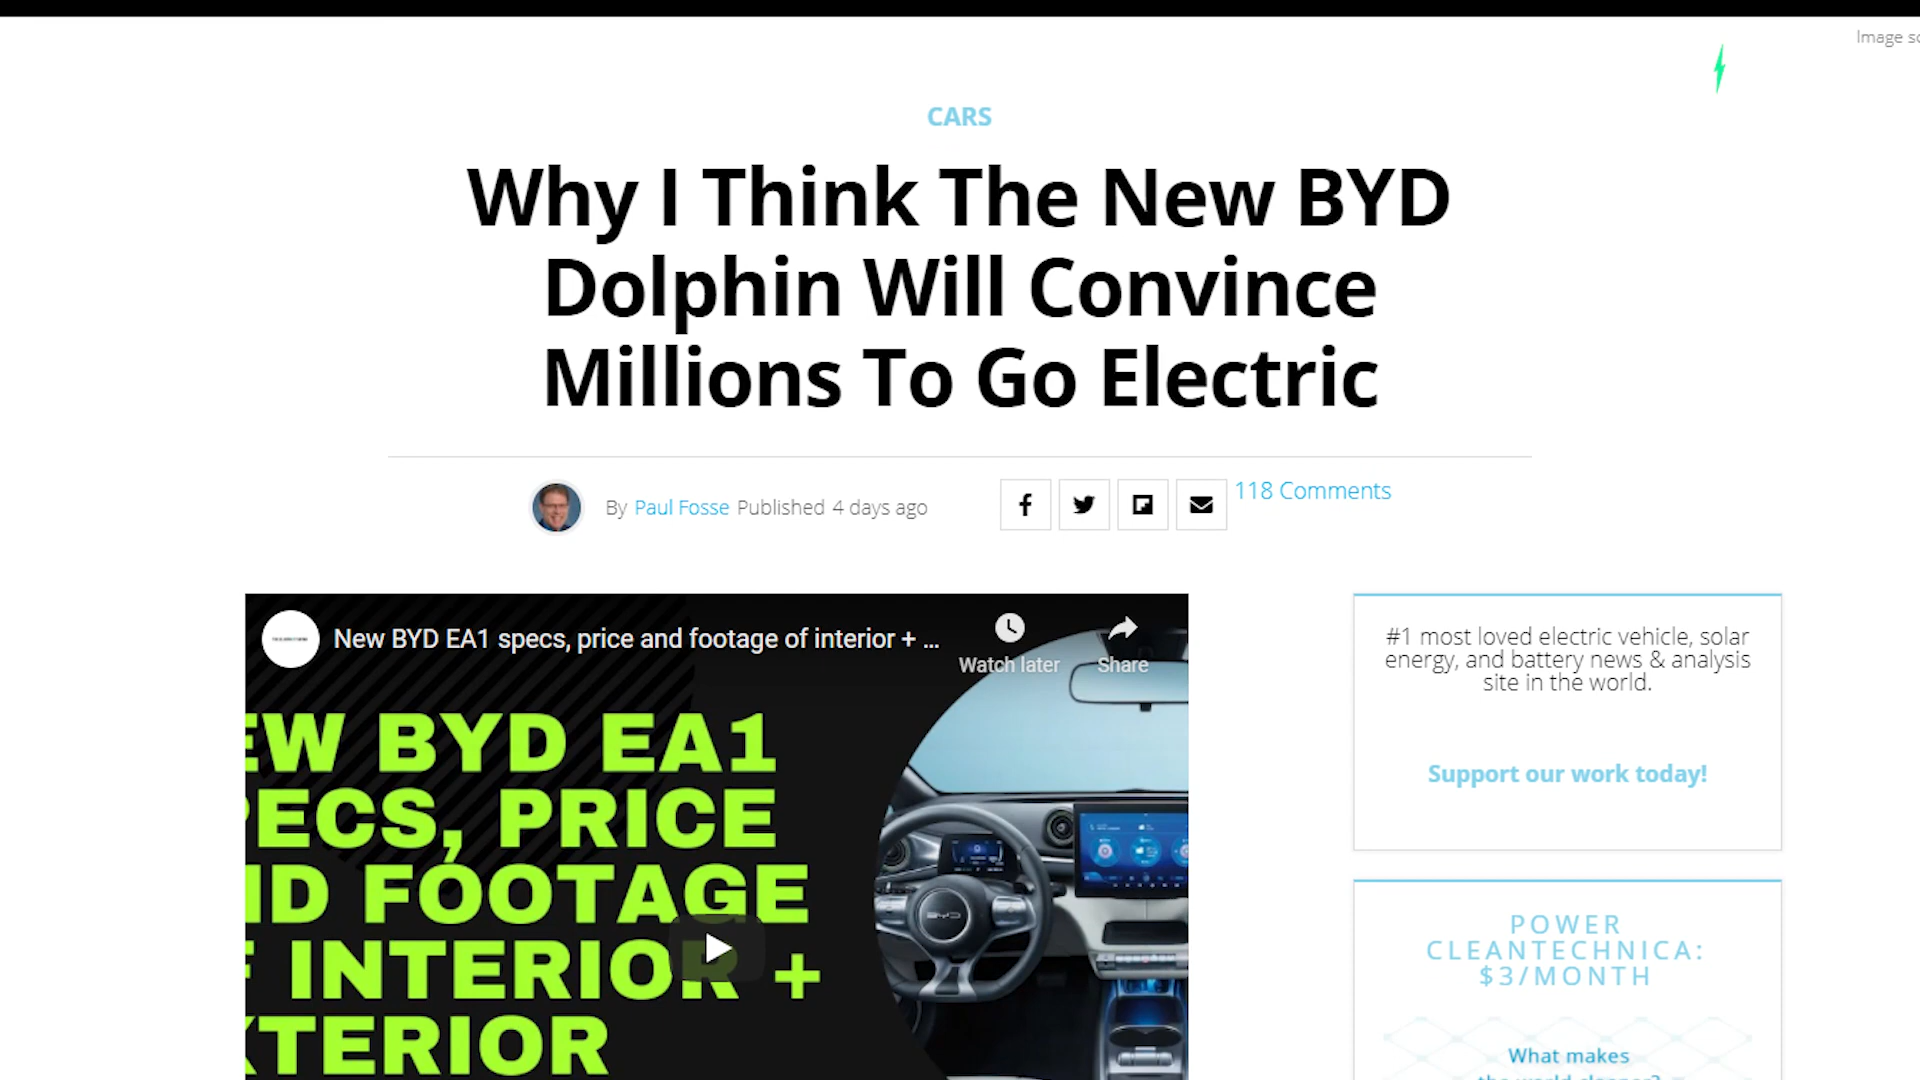 Image
CARS
Why I Think The New BYD
Dolphin Will Convince
Millions To Go Electric
By Paul Fosse Published 4 days ago
118 Comments
New BYD EA1 specs, price and footage of interior + ...
Watch later
Share
EW BYD EA1
PECS, PRICE
ID FOOTAGE
F INTERIOR +
XTERIOR
BYD
#1 most loved electric vehicle, solar
energy, and battery news & analysis
site in the world.
Support our work today!
POWER
CLEANTECHNICA:
$3/MONTH
What makes
the world cleaner?